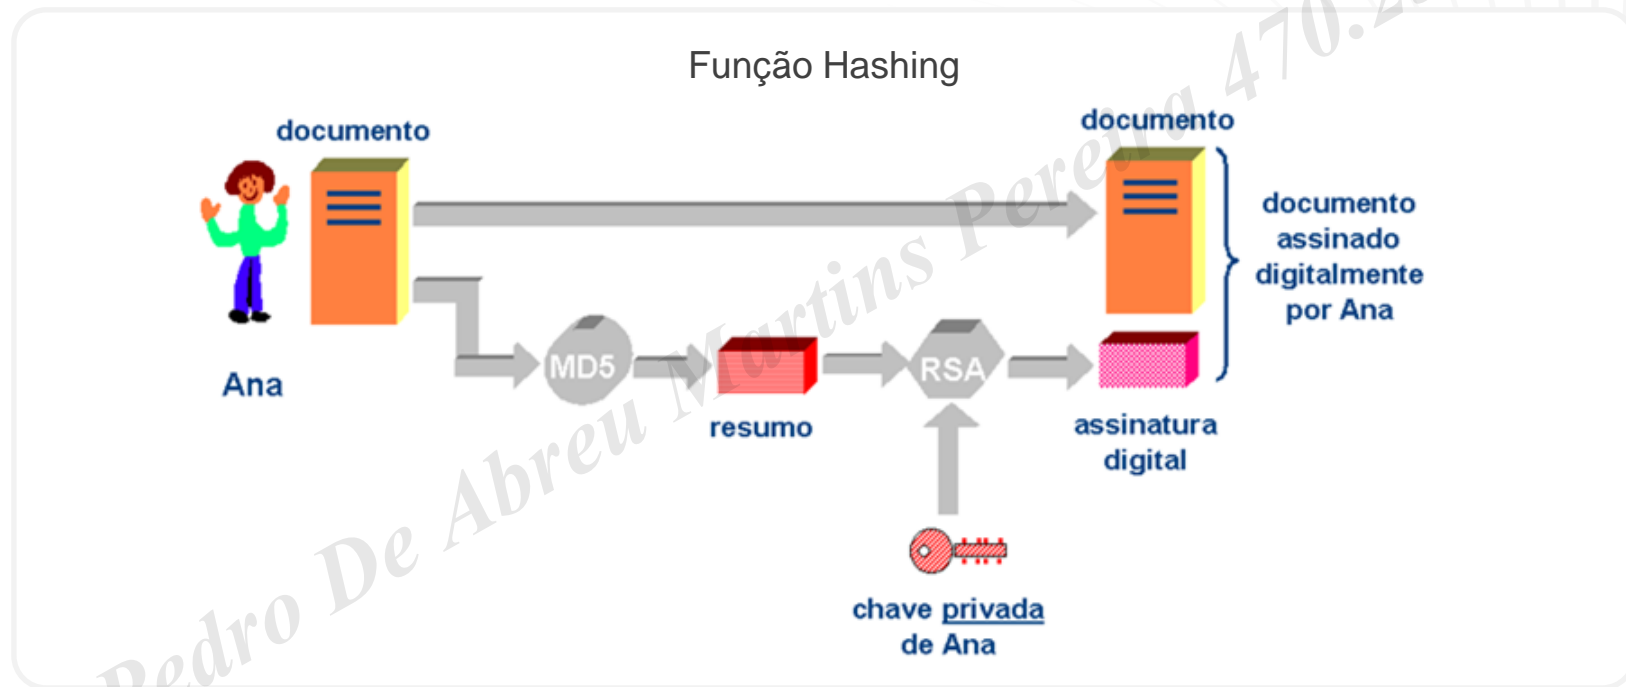 Função Hashing
documento
documento
documento
assinado
digitalmente
por Ana
Ana
MD5
resumo
RSA
assinatura
digital
chave privada
de Ana
Pedro De Abreu Martins Pereira 470.2